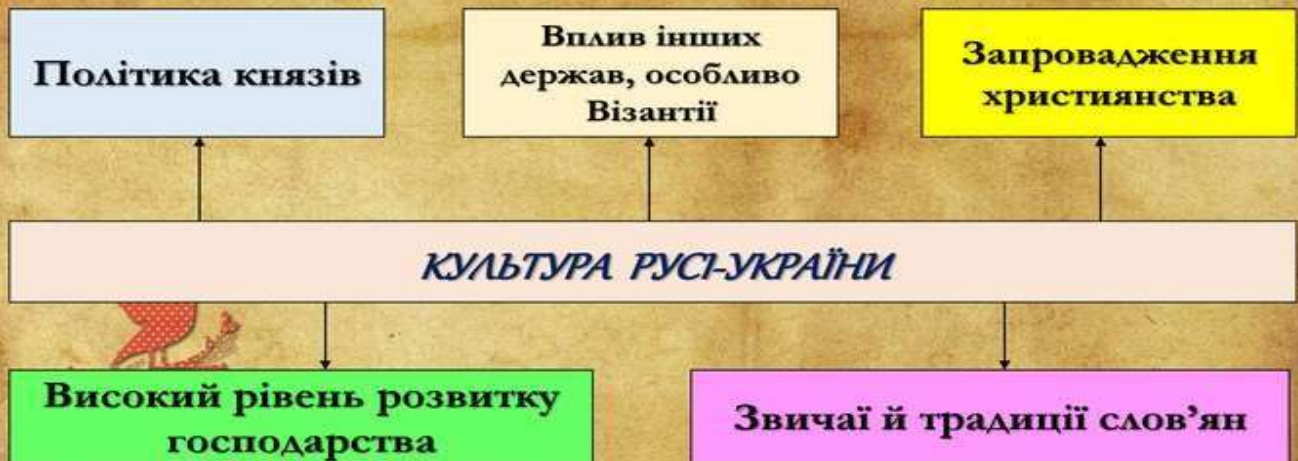 Політика князів
Вплив інших
держав, особливо
Візантії
Запровадження
християнства
КУЛЬТУРА РУСІ-УКРАЇНИ
Високий рівень розвитку
господарства
Звичаї й традиції слов’ян